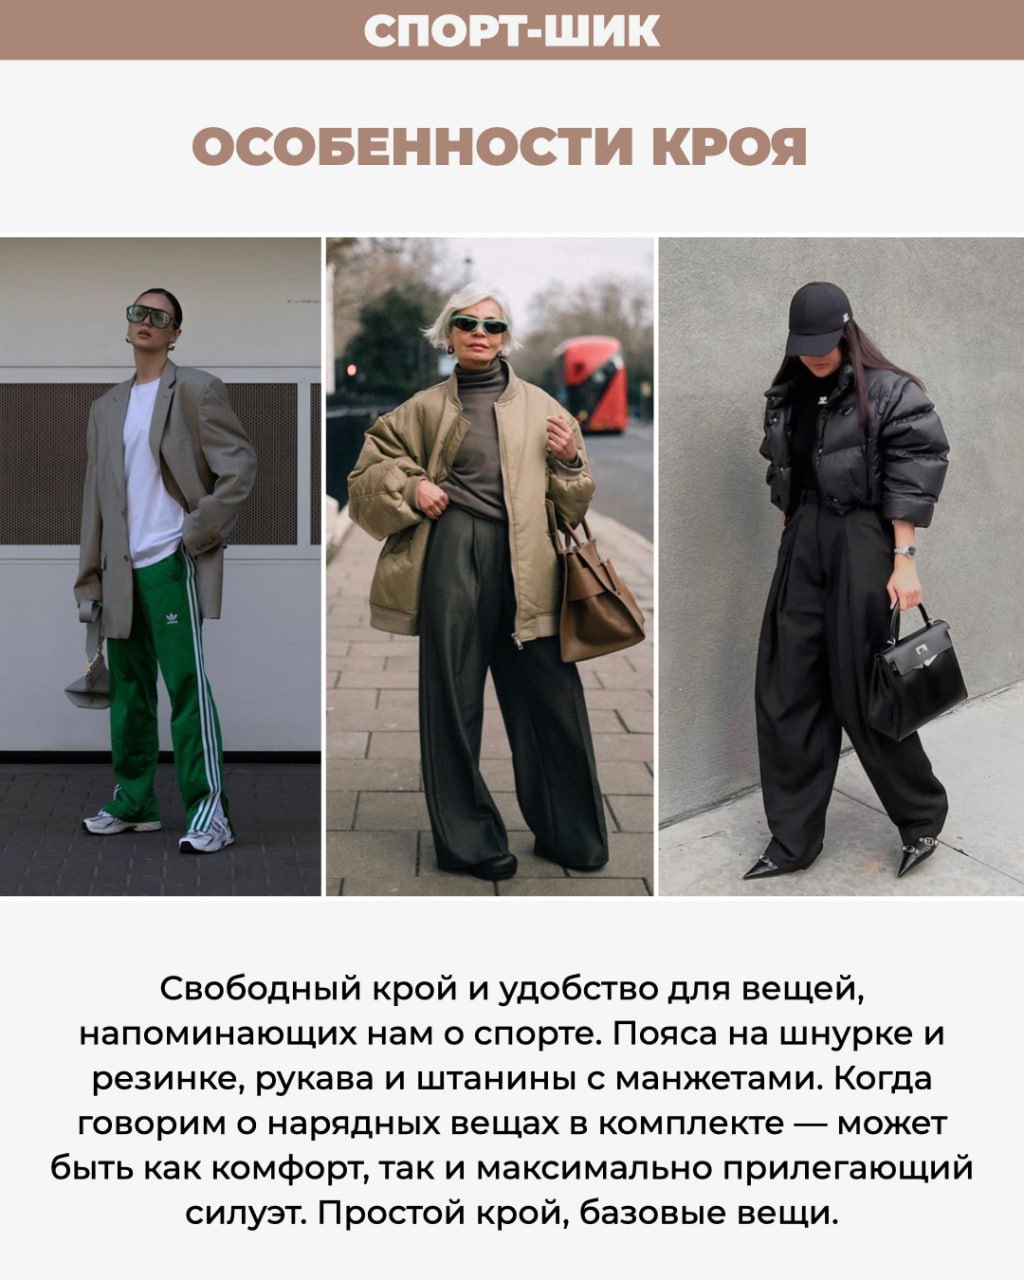 СПОРТ-ШИК
ОСОБЕННОСТИ КРОЯ
Свободный крой и удобство для вещей,
напоминающих нам о спорте. Пояса на шнурке и
резинке, рукава и штанины с манжетами. Когда
говорим о нарядных вещах в комплекте — может
быть как комфорт, так и максимально прилегающий
силуэт. Простой крой, базовые вещи.